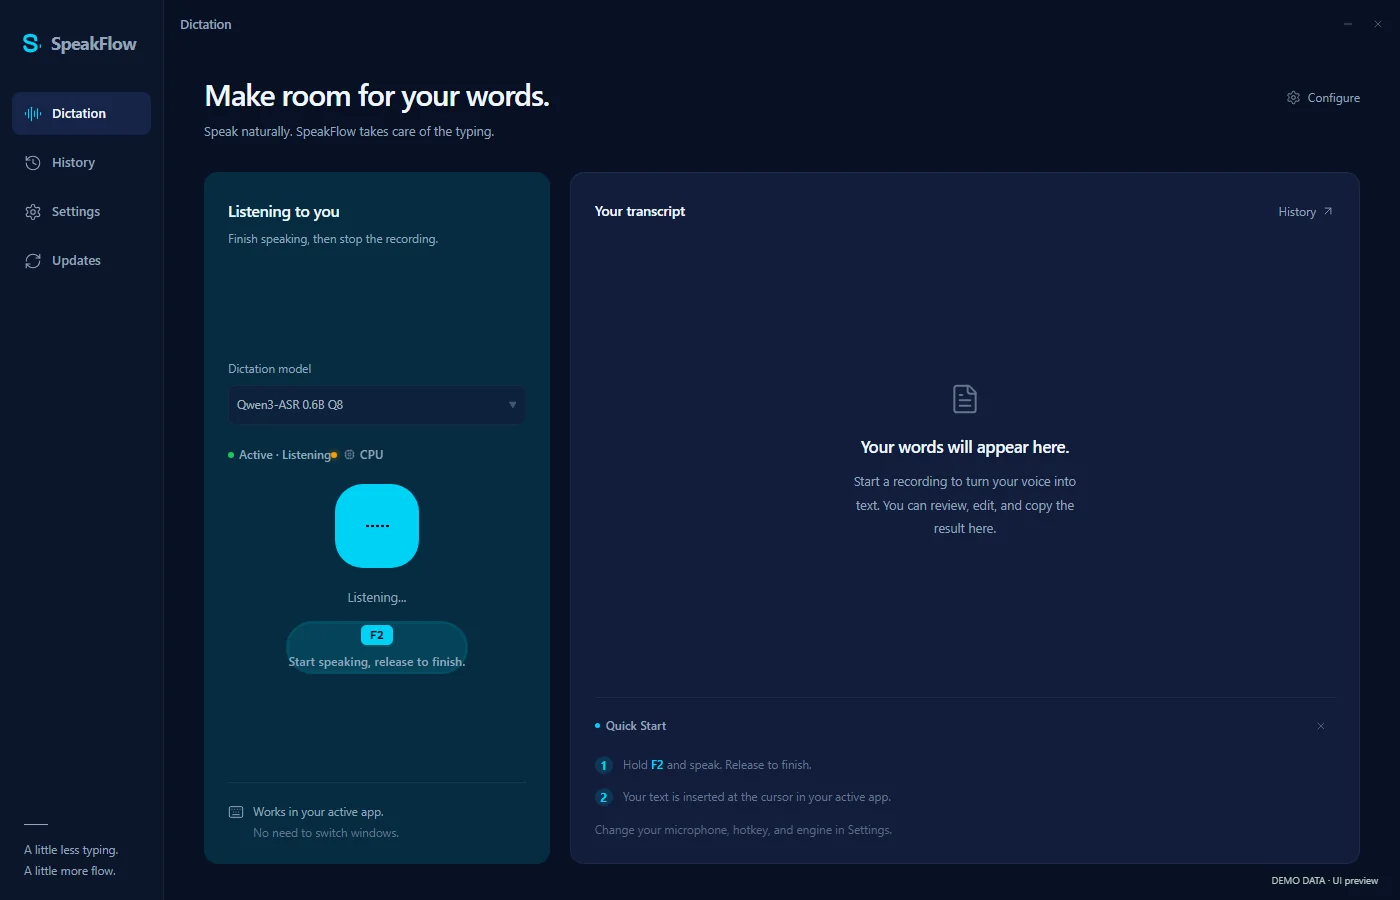 SpeakFlow
Dictation
History
Settings
Updates
A little less typing.
A little more flow.
Dictation
Make room for your words.
Speak naturally. SpeakFlow takes care of the typing.
Configure
Listening to you
Finish speaking, then stop the recording.
Dictation model
Qwen3-ASR 0.6B Q8
Active · Listening
CPU
Listening...
F2
Start speaking, release to finish.
Works in your active app.
No need to switch windows.
Your transcript
History
Your words will appear here.
Start a recording to turn your voice into
text. You can review, edit, and copy the
result here.
Quick Start
1 Hold F2 and speak. Release to finish.
2 Your text is inserted at the cursor in your active app.
Change your microphone, hotkey, and engine in Settings.
DEMO DATA · UI preview